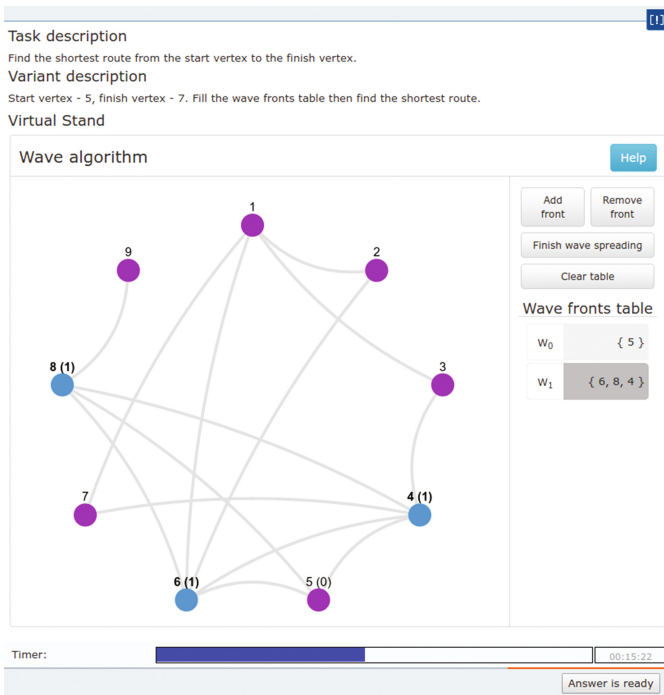 [!]
Task description
Find the shortest route from the start vertex to the finish vertex.
Variant description
Start vertex - 5, finish vertex - 7. Fill the wave fronts table then find the shortest route.
Virtual Stand
Wave algorithm
Help
Add front
Remove front
Finish wave spreading
Clear table
Wave fronts table
W0 { 5 }
W1 { 6, 8, 4 }
1
9
2
8 (1)
3
7
4 (1)
6 (1)
5 (0)
Timer:
00:15:22
Answer is ready